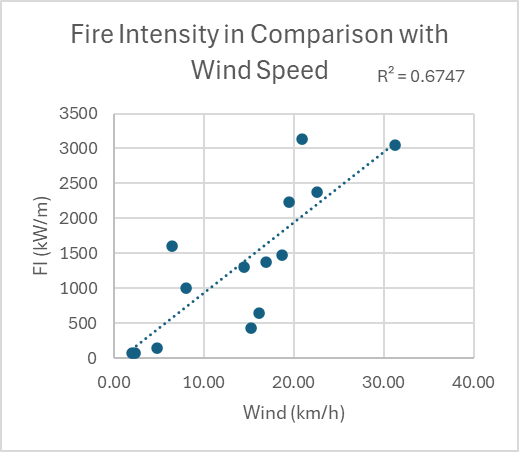 Fire Intensity in Comparison with
Wind Speed
R² = 0.6747
3500
3000
2500
2000
1500
1000
500
0
FI (kW/m)
0.00 10.00 20.00 30.00 40.00
Wind (km/h)